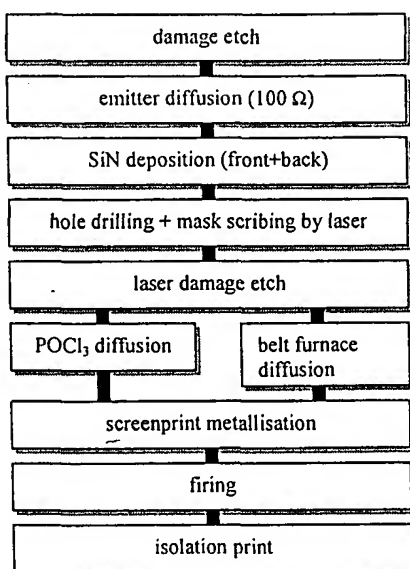 damage etch
emitter diffusion (100 Ω)
SiN deposition (front+back)
hole drilling + mask scribing by laser
laser damage etch
POCl₃ diffusion
belt furnace
diffusion
screenprint metallisation
firing
isolation print